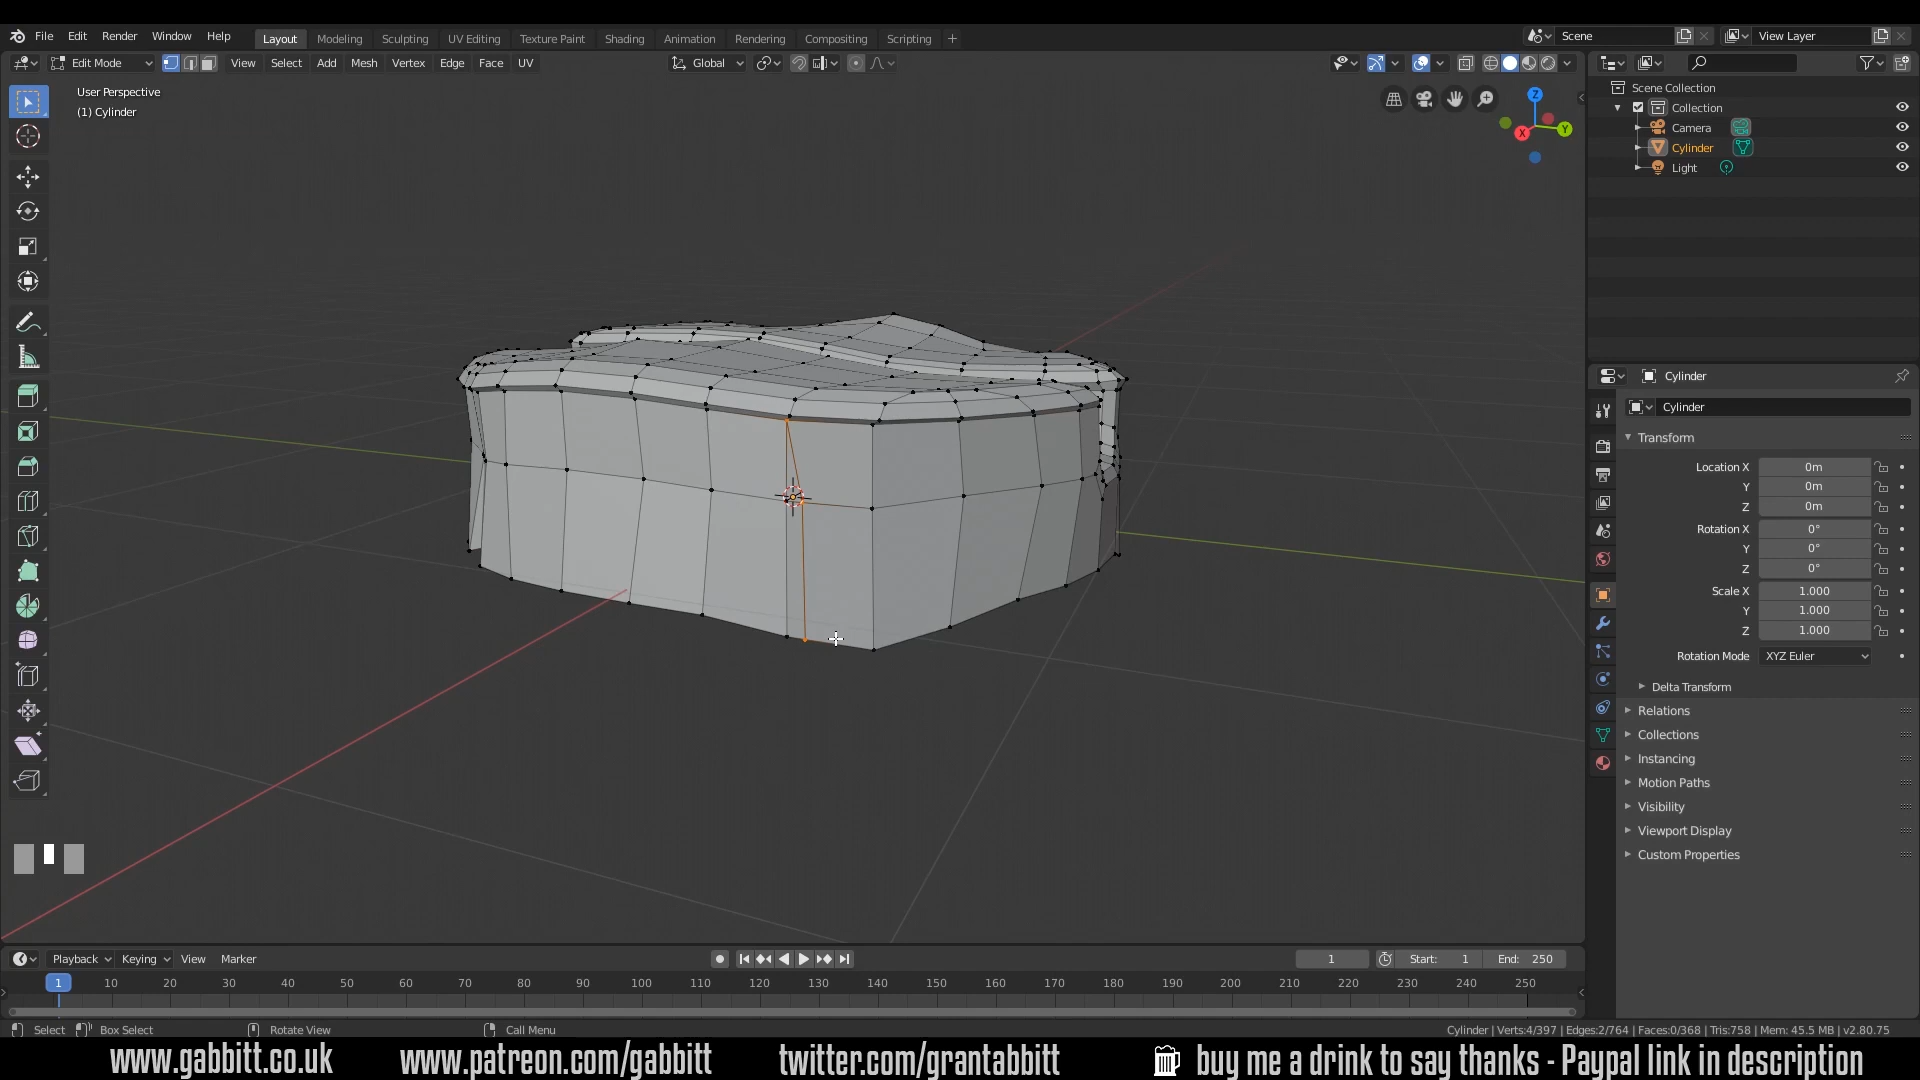 File Edit Render Window Help Layout Modeling Sculpting UV Editing Texture Paint Shading Animation Rendering Compositing Scripting + Scene View Layer
Edit Mode View Select Add Mesh Vertex Edge Face UV Global
User Perspective
(1) Cylinder
Z
Y
X
Scene Collection
Collection
Camera
Cylinder
Light
Cylinder
Cylinder
Transform
Location X 0m
Y 0m
Z 0m
Rotation X 0°
Y 0°
Z 0°
Scale X 1.000
Y 1.000
Z 1.000
Rotation Mode XYZ Euler
Delta Transform
Relations
Collections
Instancing
Motion Paths
Visibility
Viewport Display
Custom Properties
Playback Keying View Marker 1 Start: 1 End: 250
1 10 20 30 40 50 60 70 80 90 100 110 120 130 140 150 160 170 180 190 200 210 220 230 240 250
Select Box Select Rotate View Call Menu Cylinder | Verts:4/397 | Edges:2/764 | Faces:0/368 | Tris:758 | Mem: 45.5 MB | v2.80.75
www.gabbitt.co.uk www.patreon.com/gabbitt twitter.com/grantabbitt buy me a drink to say thanks - Paypal link in description